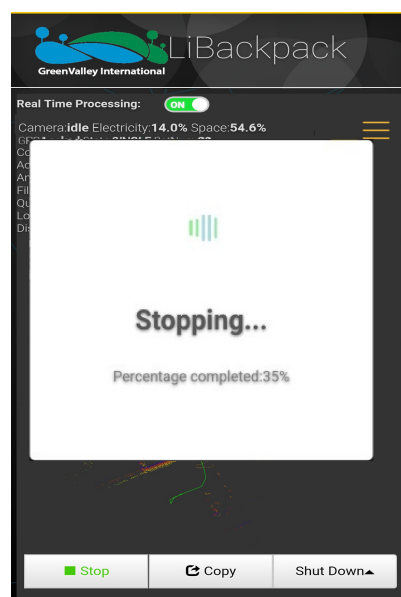 LiBackpack
GreenValley International
Real Time Processing: ON
Camera:idle Electricity:14.0% Space:54.6%
Stopping...
Percentage completed:35%
Stop Copy Shut Down